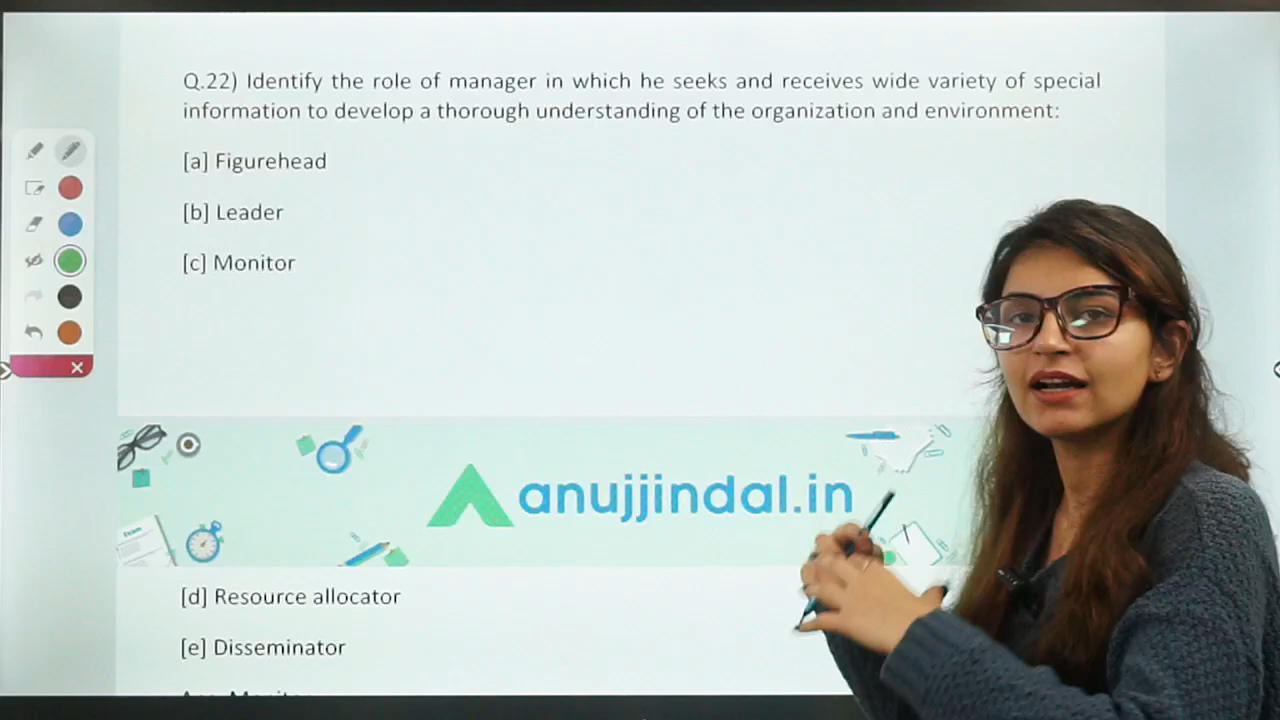 Q.22) Identify the role of manager in which he seeks and receives wide variety of special
information to develop a thorough understanding of the organization and environment:
[a] Figurehead
[b] Leader
[c] Monitor
anujjindal.in
Exam
[d] Resource allocator
[e] Disseminator